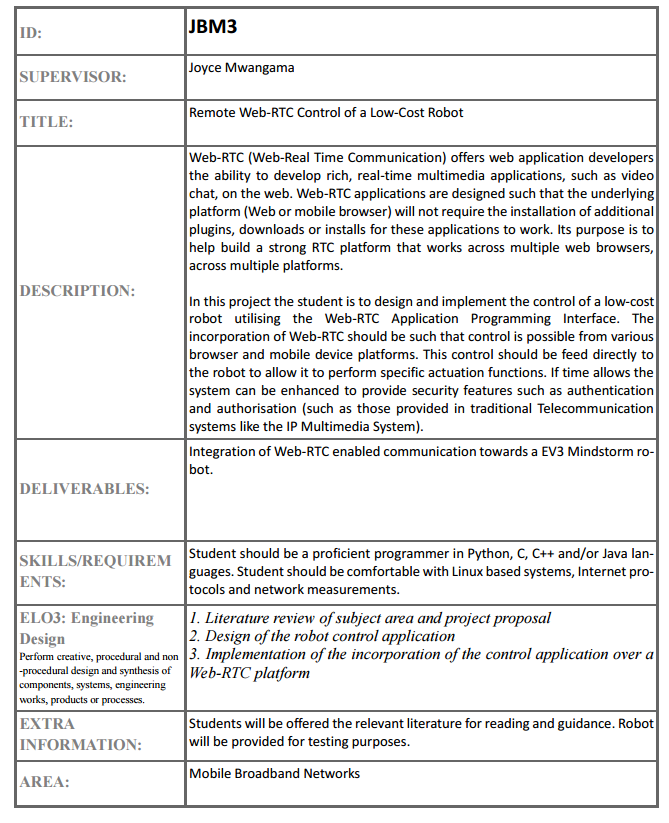 ID:
JBM3
SUPERVISOR:
Joyce Mwangama
TITLE:
Remote Web-RTC Control of a Low-Cost Robot
DESCRIPTION:
Web-RTC (Web-Real Time Communication) offers web application developers
the ability to develop rich, real-time multimedia applications, such as video
chat, on the web. Web-RTC applications are designed such that the underlying
platform (Web or mobile browser) will not require the installation of additional
plugins, downloads or installs for these applications to work. Its purpose is to
help build a strong RTC platform that works across multiple web browsers,
across multiple platforms.
In this project the student is to design and implement the control of a low-cost
robot utilising the Web-RTC Application Programming Interface. The
incorporation of Web-RTC should be such that control is possible from various
browser and mobile device platforms. This control should be feed directly to
the robot to allow it to perform specific actuation functions. If time allows the
system can be enhanced to provide security features such as authentication
and authorisation (such as those provided in traditional Telecommunication
systems like the IP Multimedia System).
DELIVERABLES:
Integration of Web-RTC enabled communication towards a EV3 Mindstorm ro-
bot.
SKILLS/REQUIREM
ENTS:
Student should be a proficient programmer in Python, C, C++ and/or Java lan-
guages. Student should be comfortable with Linux based systems, Internet pro-
tocols and network measurements.
ELO3: Engineering
Design
Perform creative, procedural and non
-procedural design and synthesis of
components, systems, engineering
works, products or processes.
1. Literature review of subject area and project proposal
2. Design of the robot control application
3. Implementation of the incorporation of the control application over a
Web-RTC platform
EXTRA
INFORMATION:
Students will be offered the relevant literature for reading and guidance. Robot
will be provided for testing purposes.
AREA:
Mobile Broadband Networks